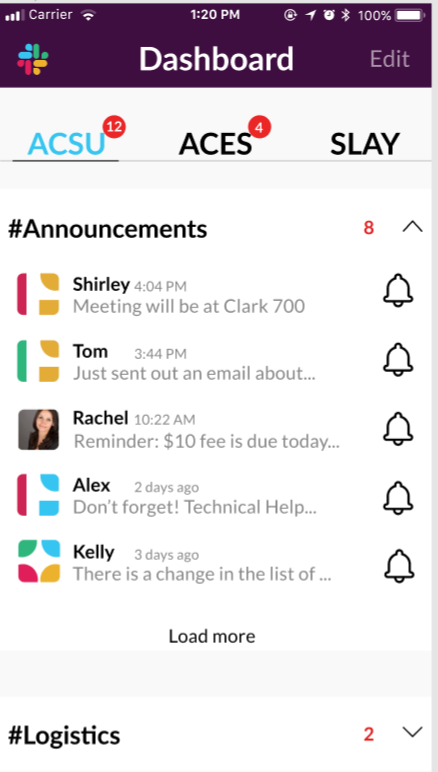 Carrier 1:20 PM 100%
Dashboard Edit
ACSU 12 ACES 4 SLAY
#Announcements 8
Shirley 4:04 PM
Meeting will be at Clark 700
Tom 3:44 PM
Just sent out an email about...
Rachel 10:22 AM
Reminder: $10 fee is due today...
Alex 2 days ago
Don't forget! Technical Help...
Kelly 3 days ago
There is a change in the list of ...
Load more
#Logistics 2